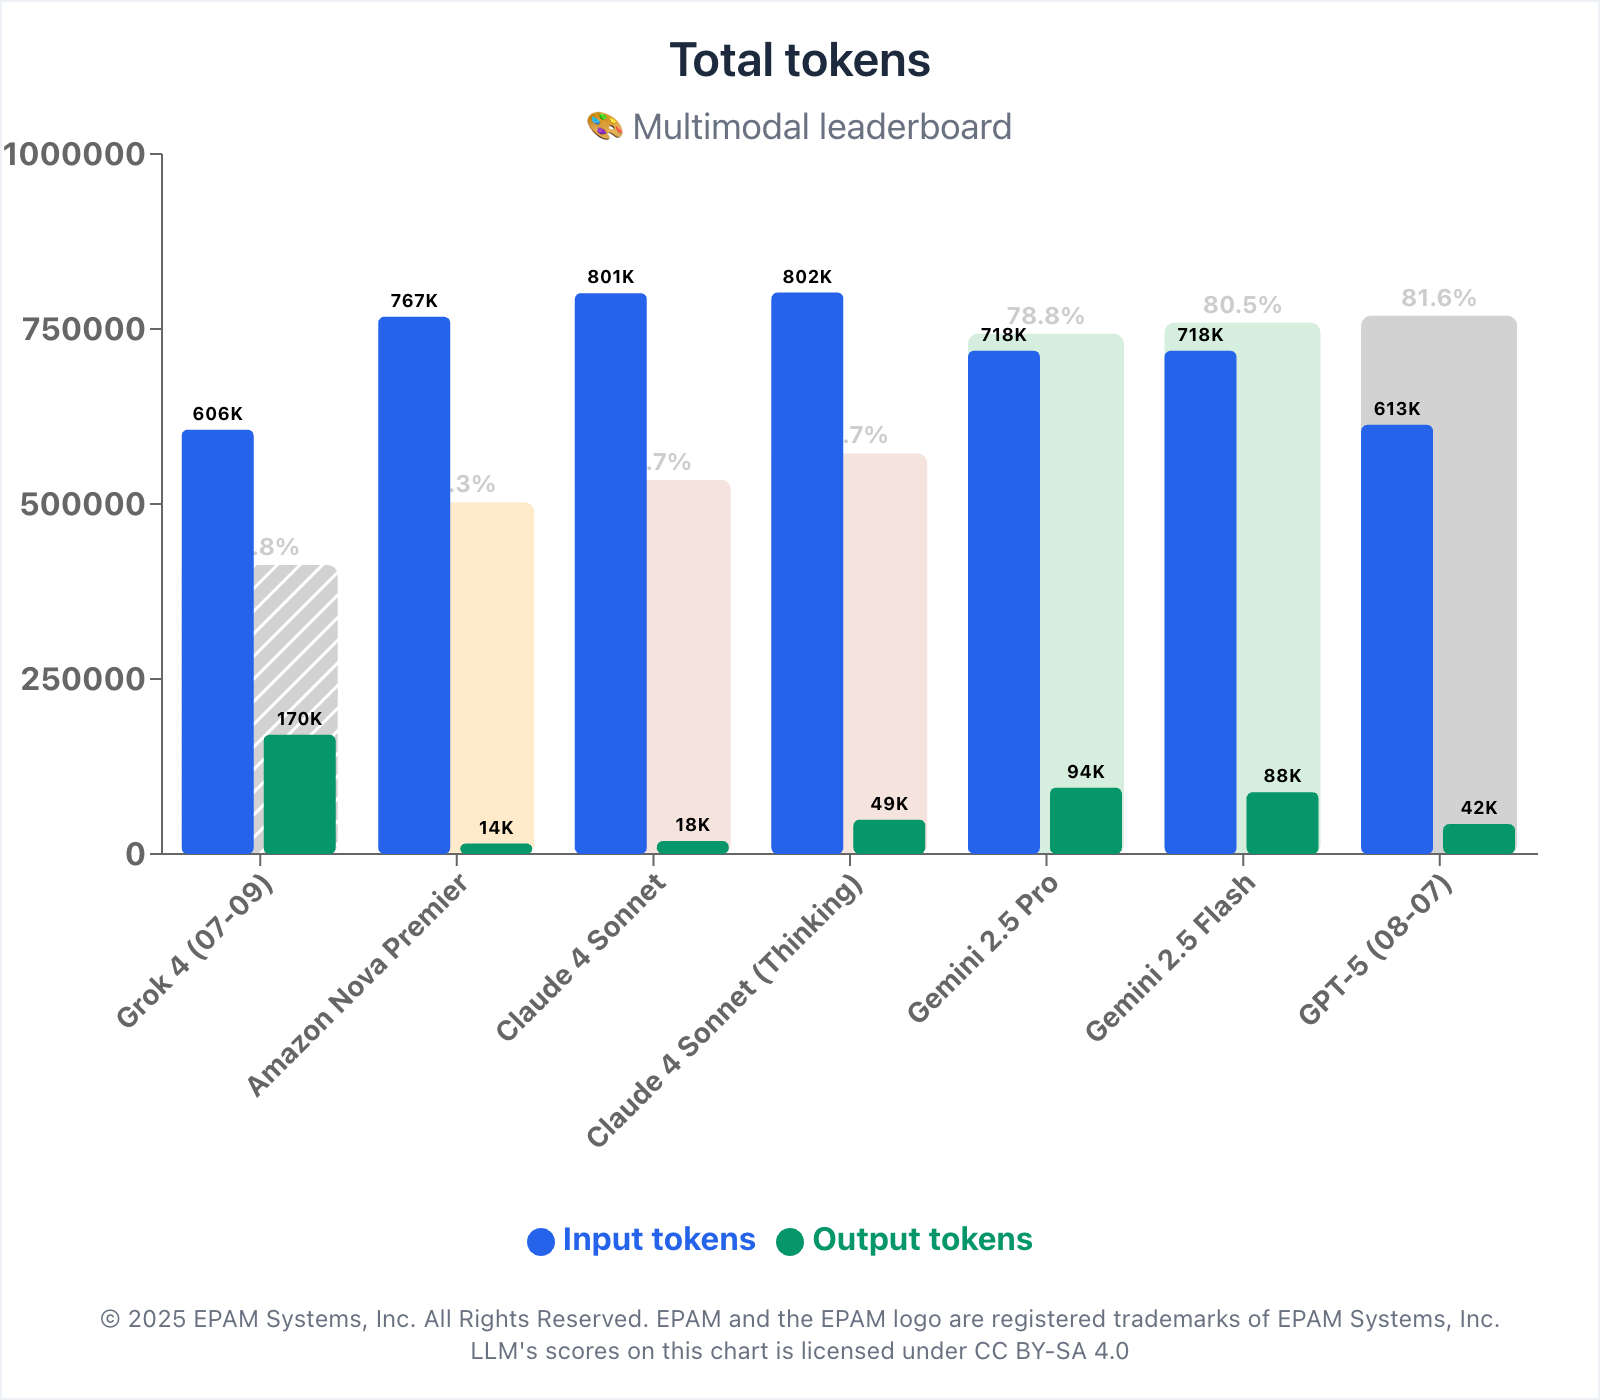 Total tokens
🎨 Multimodal leaderboard
1000000
750000
500000
250000
0
606K
170K
.8%
767K
14K
.3%
801K
18K
.7%
802K
49K
.7%
718K
94K
78.8%
718K
88K
80.5%
613K
42K
81.6%
Grok 4 (07-09)
Amazon Nova Premier
Claude 4 Sonnet
Claude 4 Sonnet (Thinking)
Gemini 2.5 Pro
Gemini 2.5 Flash
GPT-5 (08-07)
Input tokens Output tokens
© 2025 EPAM Systems, Inc. All Rights Reserved. EPAM and the EPAM logo are registered trademarks of EPAM Systems, Inc.
LLM's scores on this chart is licensed under CC BY-SA 4.0